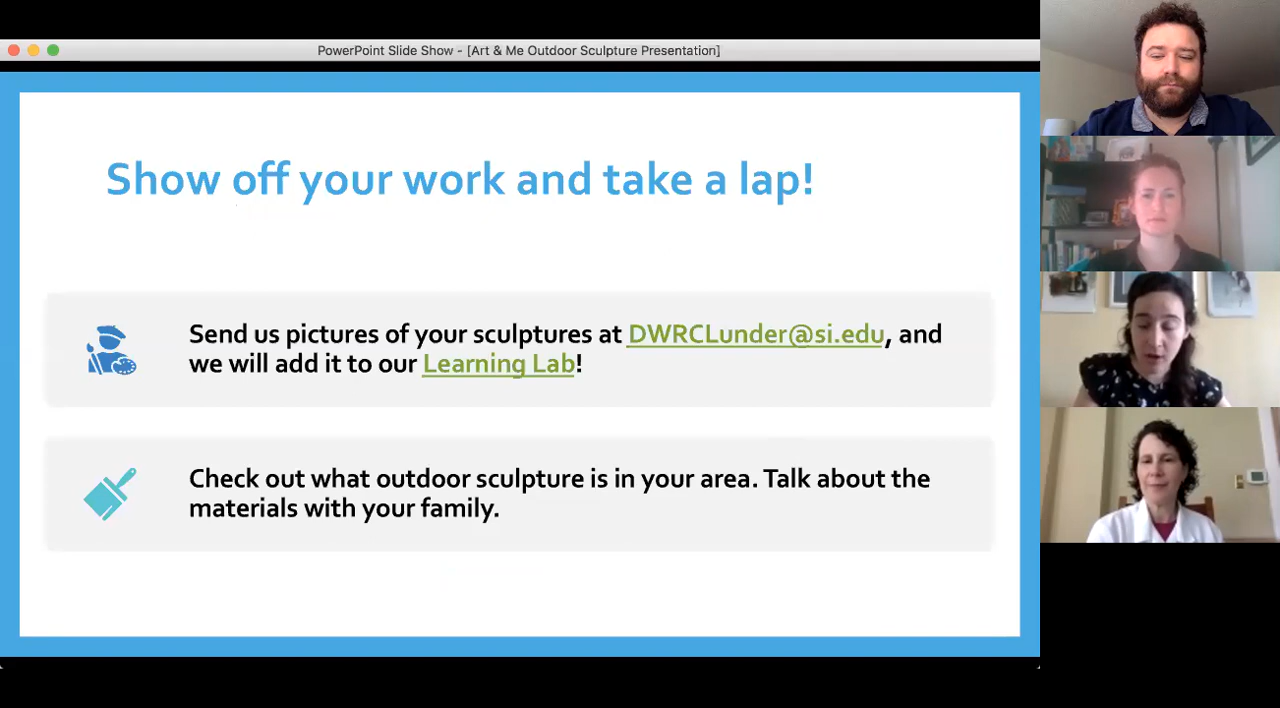 PowerPoint Slide Show - [Art & Me Outdoor Sculpture Presentation]
Show off your work and take a lap!
Send us pictures of your sculptures at DWRCLunder@si.edu, and
we will add it to our Learning Lab!
Check out what outdoor sculpture is in your area. Talk about the
materials with your family.